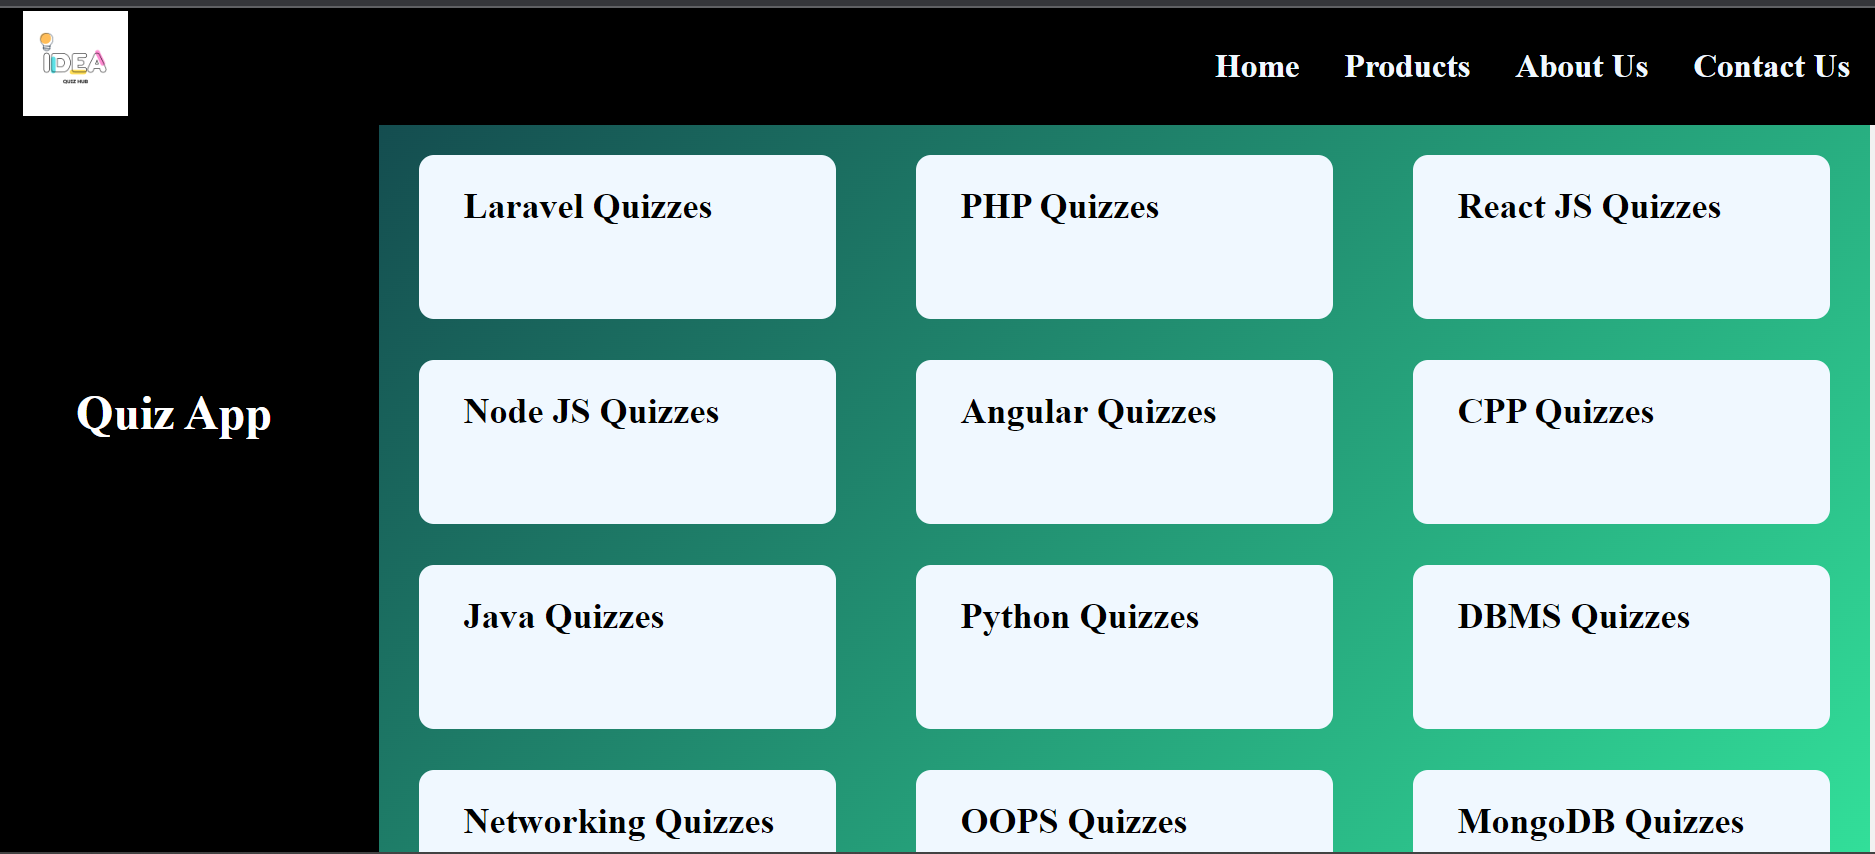 iDEA
QUIZ HUB
Home
Products
About Us
Contact Us
Quiz App
Laravel Quizzes
PHP Quizzes
React JS Quizzes
Node JS Quizzes
Angular Quizzes
CPP Quizzes
Java Quizzes
Python Quizzes
DBMS Quizzes
Networking Quizzes
OOPS Quizzes
MongoDB Quizzes